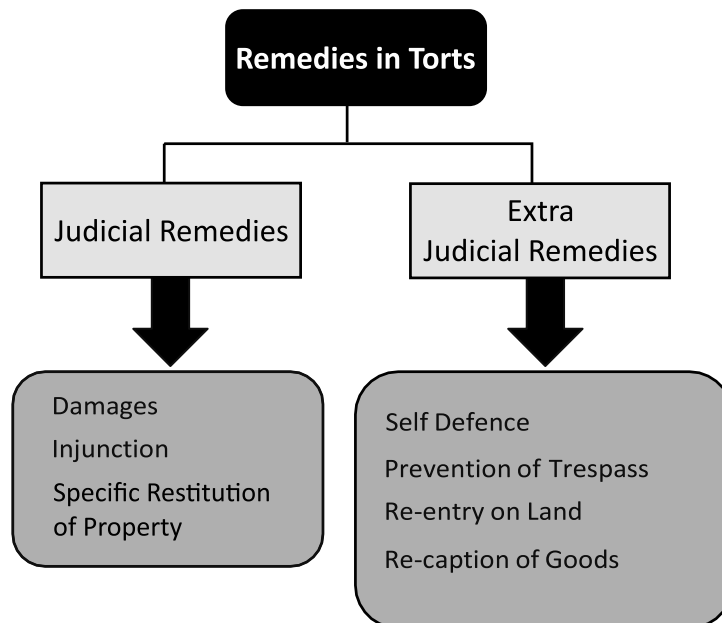 Remedies in Torts
Judicial Remedies
Extra
Judicial Remedies
Damages
Injunction
Specific Restitution
of Property
Self Defence
Prevention of Trespass
Re-entry on Land
Re-caption of Goods